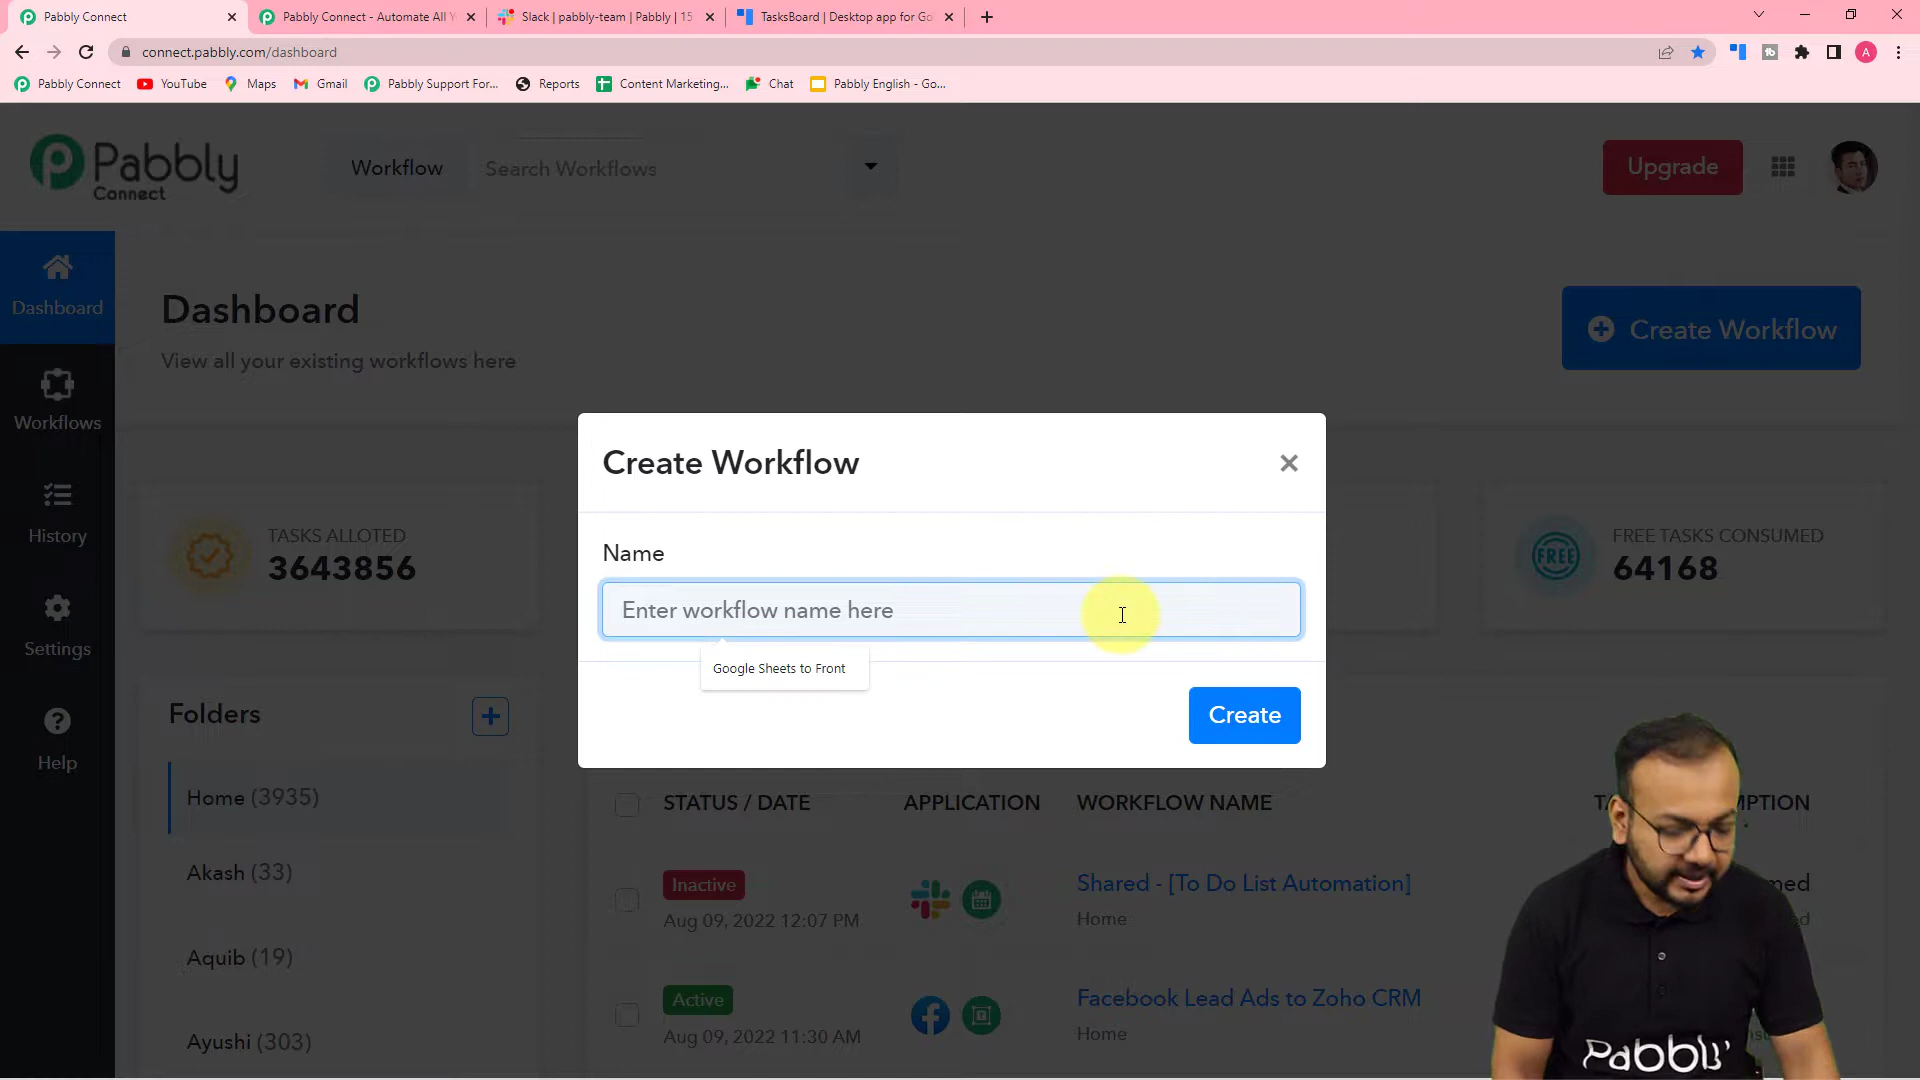 Pabbly Connect
Pabbly Connect - Automate All Y
Slack | pabbly-team | Pabbly | 15
TasksBoard | Desktop app for Go
connect.pabbly.com/dashboard
A
Pabbly Connect
YouTube
Maps
Gmail
Pabbly Support For...
Reports
Content Marketing...
Chat
Pabbly English - Go...
Pabbly
Connect
Workflow
Search Workflows
Upgrade
Dashboard
Workflows
History
Settings
Help
Dashboard
View all your existing workflows here
Create Workflow
TASKS ALLOTED
3643856
FREE TASKS CONSUMED
FREE
64168
Create Workflow
Name
Enter workflow name here
Google Sheets to Front
Create
Folders
Home (3935)
Akash (33)
Aquib (19)
Ayushi (303)
STATUS / DATE
APPLICATION
WORKFLOW NAME
Inactive
Aug 09, 2022 12:07 PM
Shared - [To Do List Automation]
Home
Active
Aug 09, 2022 11:30 AM
Facebook Lead Ads to Zoho CRM
Home
Pabbly